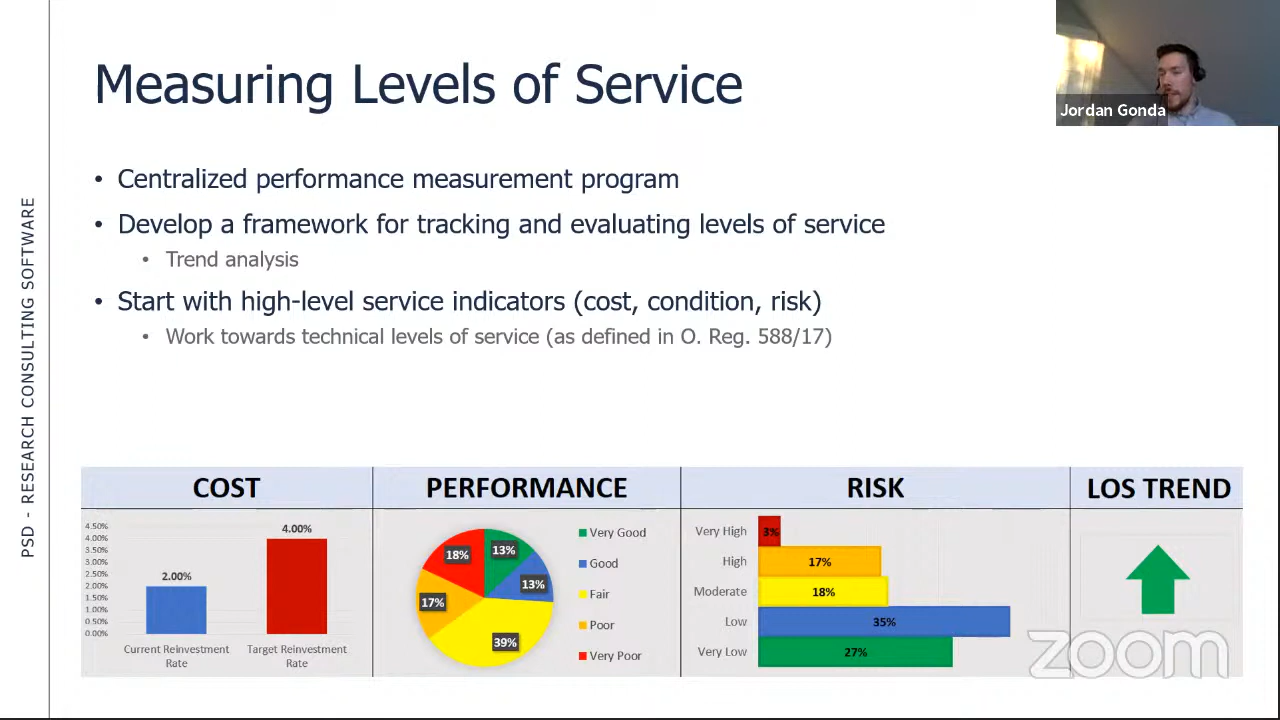 Measuring Levels of Service
Jordan Gonda
• Centralized performance measurement program
• Develop a framework for tracking and evaluating levels of service
• Trend analysis
• Start with high-level service indicators (cost, condition, risk)
• Work towards technical levels of service (as defined in O. Reg. 588/17)
PSD - RESEARCH CONSULTING SOFTWARE
COST
4.50%
4.00%
3.50%
3.00%
2.50%
2.00%
1.50%
1.00%
0.50%
0.00%
2.00%
4.00%
Current Reinvestment
Rate
Target Reinvestment
Rate
PERFORMANCE
18%
13%
13%
17%
39%
Very Good
Good
Fair
Poor
Very Poor
RISK
Very High 3%
High 17%
Moderate 18%
Low 35%
Very Low 27%
LOS TREND
zoom